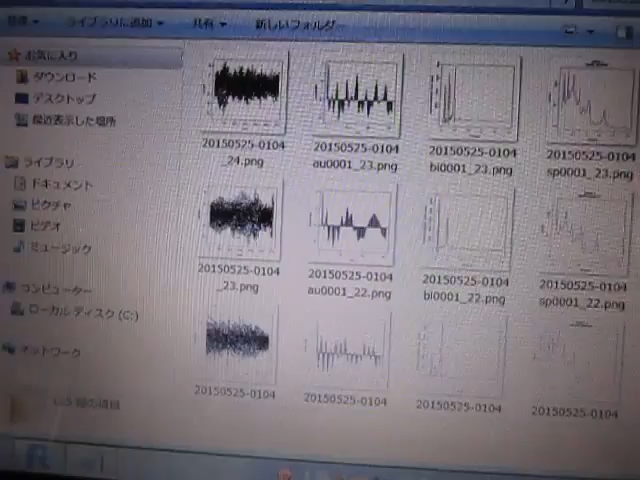 整理 ライブラリに追加 共有 新しいフォルダー
お気に入り
ダウンロード
デスクトップ
最近表示した場所
ライブラリ
ドキュメント
ピクチャ
ビデオ
ミュージック
コンピューター
ローカル ディスク (C:)
ネットワーク
個の項目
20150525-0104
_24.png
20150525-0104
au0001_23.png
20150525-0104
bl0001_23.png
20150525-0104
sp0001_23.png
20150525-0104
_23.png
20150525-0104
au0001_22.png
20150525-0104
bl0001_22.png
20150525-0104
sp0001_22.png
20150525-0104
20150525-0104
20150525-0104
20150525-0104